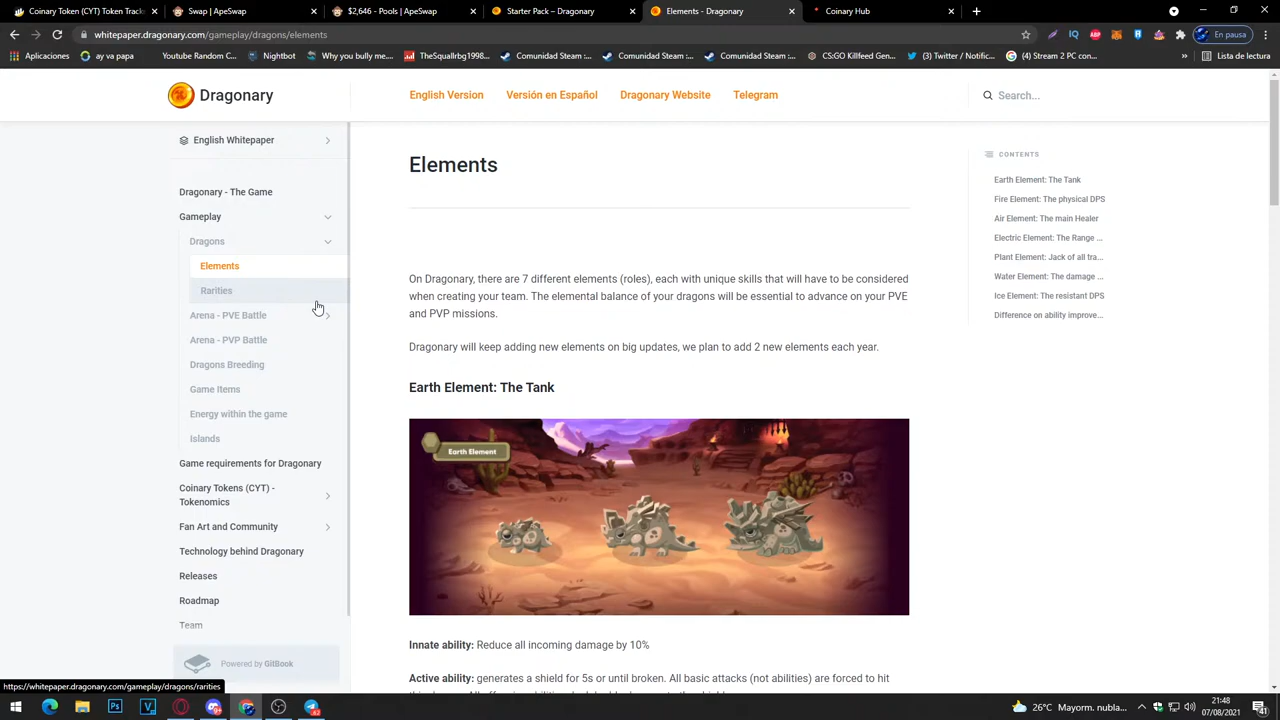 Coinary (CYT) Token Track
(1) Swap | ApeSwap
$2,646 - Pools | ApeSwap
Starter Pack – Dragonary
Elements – Dragonary
Coinary Hub
whitepaper.dragonary.com/gameplay/dragons/elements
En pausa
Aplicaciones
ay va papa
Youtube Random C...
Nightbot
Why you bully me....
TheSquallrbg1998...
Comunidad Steam :...
Comunidad Steam :...
Comunidad Steam :...
CS:GO Killfeed Gen...
(3) Twitter / Notific...
(4) Stream 2 PC con...
»
Lista de lectura
Dragonary
English Version
Versión en Español
Dragonary Website
Telegram
Search...
English Whitepaper
Dragonary - The Game
Gameplay
Dragons
Elements
Rarities
Arena - PVE Battle
Arena - PVP Battle
Dragons Breeding
Game Items
Energy within the game
Islands
Game requirements for Dragonary
Coinary Tokens (CYT) -
Tokenomics
Fan Art and Community
Technology behind Dragonary
Releases
Roadmap
Team
Powered by GitBook
Elements
On Dragonary, there are 7 different elements (roles), each with unique skills that will have to be considered
when creating your team. The elemental balance of your dragons will be essential to advance on your PVE
and PVP missions.
Dragonary will keep adding new elements on big updates, we plan to add 2 new elements each year.
Earth Element: The Tank
Earth Element
Innate ability: Reduce all incoming damage by 10%
Active ability: generates a shield for 5s or until broken. All basic attacks (not abilities) are forced to hit
CONTENTS
Earth Element: The Tank
Fire Element: The physical DPS
Air Element: The main Healer
Electric Element: The Range ...
Plant Element: Jack of all tra...
Water Element: The damage ...
Ice Element: The resistant DPS
Difference on ability improve...
https://whitepaper.dragonary.com/gameplay/dragons/rarities
26°C Mayorm. nubla...
21:48
07/08/2021